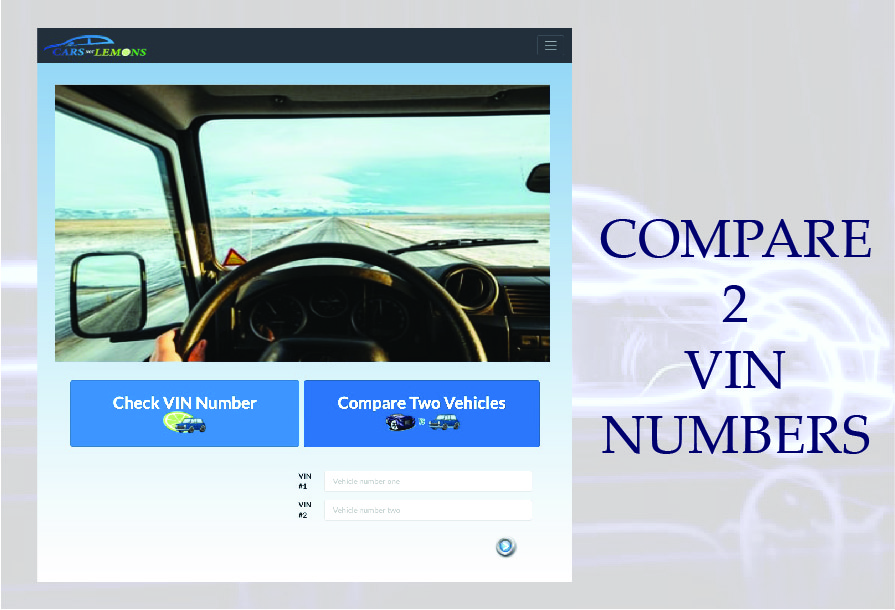 CARS NOT LEMONS
Check VIN Number
Compare Two Vehicles
VIN
#1
Vehicle number one
VIN
#2
Vehicle number two
COMPARE
2
VIN
NUMBERS